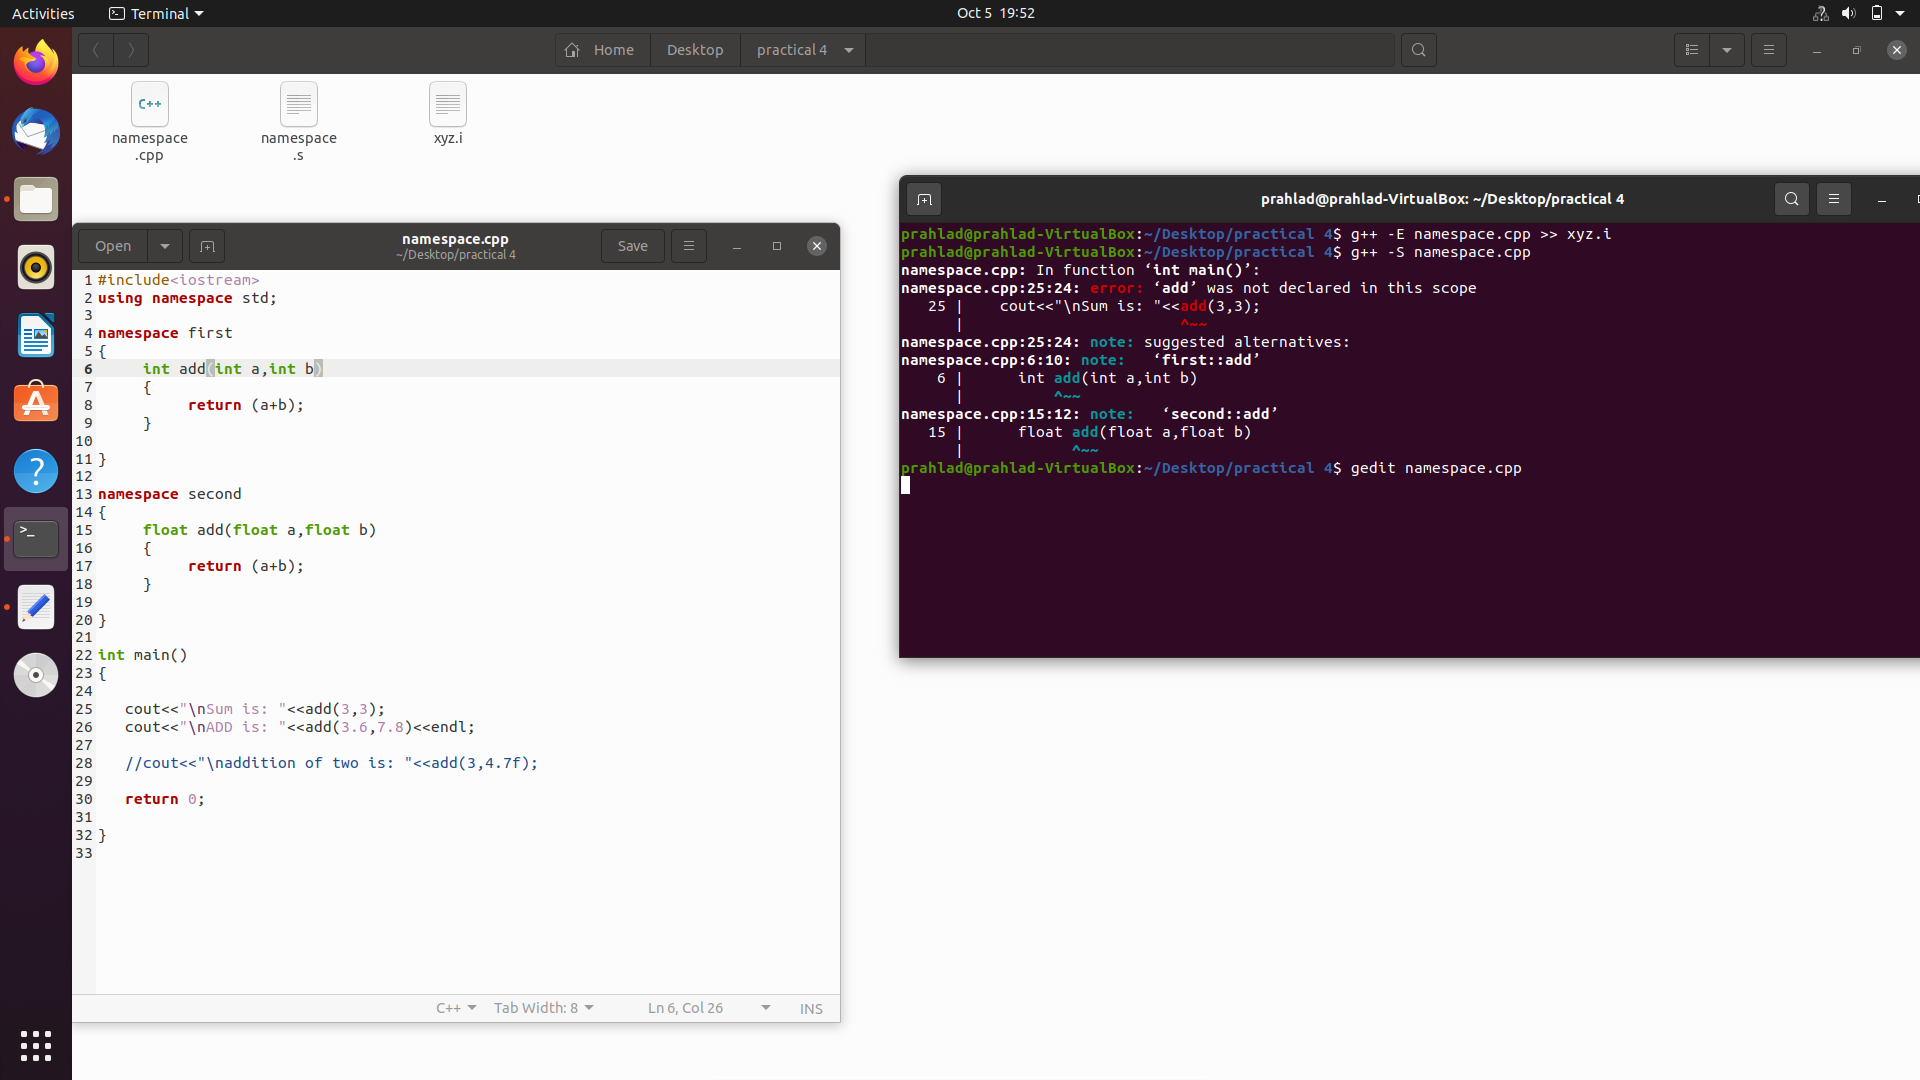 Activities
Terminal
Oct 5 19:52
Home
Desktop
practical 4
C++
namespace
.cpp
namespace
.s
xyz.i
Open
namespace.cpp
~/Desktop/practical 4
Save
1 #include<iostream>
2 using namespace std;
3
4 namespace first
5 {
6      int add(int a,int b)
7      {
8           return (a+b);
9      }
10
11 }
12
13 namespace second
14 {
15      float add(float a,float b)
16      {
17           return (a+b);
18      }
19
20 }
21
22 int main()
23 {
24
25    cout<<"\nSum is: "<<add(3,3);
26    cout<<"\nADD is: "<<add(3.6,7.8)<<endl;
27
28    //cout<<"\naddition of two is: "<<add(3,4.7f);
29
30    return 0;
31
32 }
33
C++
Tab Width: 8
Ln 6, Col 26
INS
prahlad@prahlad-VirtualBox: ~/Desktop/practical 4
prahlad@prahlad-VirtualBox:~/Desktop/practical 4$ g++ -E namespace.cpp >> xyz.i
prahlad@prahlad-VirtualBox:~/Desktop/practical 4$ g++ -S namespace.cpp
namespace.cpp: In function ‘int main()’:
namespace.cpp:25:24: error: ‘add’ was not declared in this scope
   25 |    cout<<"\nSum is: "<<add(3,3);
      |                        ^~~
namespace.cpp:25:24: note: suggested alternatives:
namespace.cpp:6:10: note:   ‘first::add’
    6 |      int add(int a,int b)
      |          ^~~
namespace.cpp:15:12: note:   ‘second::add’
   15 |      float add(float a,float b)
      |            ^~~
prahlad@prahlad-VirtualBox:~/Desktop/practical 4$ gedit namespace.cpp